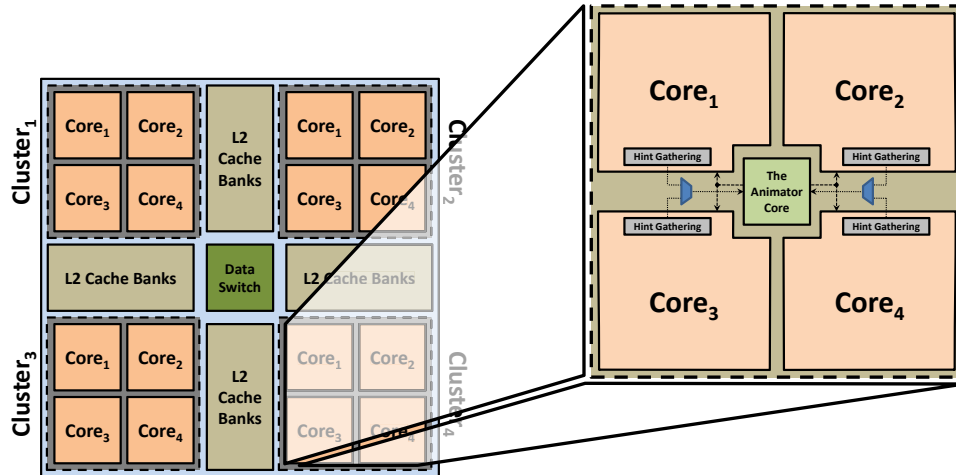 Cluster₁
Core₁ Core₂
Core₃ Core₄
L2
Cache
Banks
Core₁ Core₂
Core₃ Core₄
Cluster₂
L2 Cache Banks
Data
Switch
L2 Cache Banks
Cluster₃
Core₁ Core₂
Core₃ Core₄
L2
Cache
Banks
Core₁ Core₂
Core₃ Core₄
Cluster₄
Core₁ Core₂
Hint Gathering Hint Gathering
The
Animator
Core
Hint Gathering Hint Gathering
Core₃ Core₄